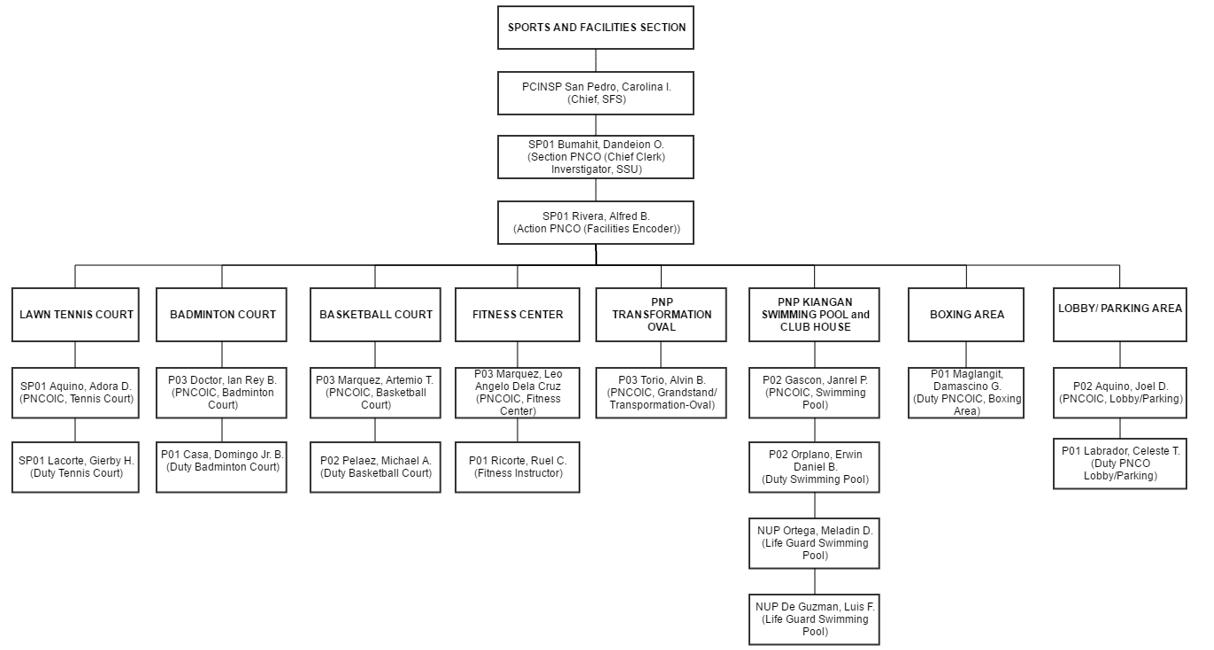 SPORTS AND FACILITIES SECTION
PCINSP San Pedro, Carolina I.
(Chief, SFS)
SP01 Bumahit, Dandeion O.
(Section PNCO (Chief Clerk)
Inverstigator, SSU)
SP01 Rivera, Alfred B.
(Action PNCO (Facilities Encoder))
LAWN TENNIS COURT
SP01 Aquino, Adora D.
(PNCOIC, Tennis Court)
SP01 Lacorte, Gierby H.
(Duty Tennis Court)
BADMINTON COURT
P03 Doctor, Ian Rey B.
(PNCOIC, Badminton
Court)
P01 Casa, Domingo Jr. B.
(Duty Badminton Court)
BASKETBALL COURT
P03 Marquez, Artemio T.
(PNCOIC, Basketball
Court)
P02 Pelaez, Michael A.
(Duty Basketball Court)
FITNESS CENTER
P03 Marquez, Leo
Angelo Dela Cruz
(PNCOIC, Fitness
Center)
P01 Ricorte, Ruel C.
(Fitness Instructor)
PNP
TRANSFORMATION
OVAL
P03 Torio, Alvin B.
(PNCOIC, Grandstand/
Transpormation-Oval)
PNP KIANGAN
SWIMMING POOL and
CLUB HOUSE
P02 Gascon, Janrel P.
(PNCOIC, Swimming
Pool)
P02 Orplano, Erwin
Daniel B.
(Duty Swimming Pool)
NUP Ortega, Meladin D.
(Life Guard Swimming
Pool)
NUP De Guzman, Luis F.
(Life Guard Swimming
Pool)
BOXING AREA
P01 Maglangit,
Damascino G.
(Duty PNCOIC, Boxing
Area)
LOBBY/ PARKING AREA
P02 Aquino, Joel D.
(PNCOIC, Lobby/Parking)
P01 Labrador, Celeste T.
(Duty PNCO
Lobby/Parking)